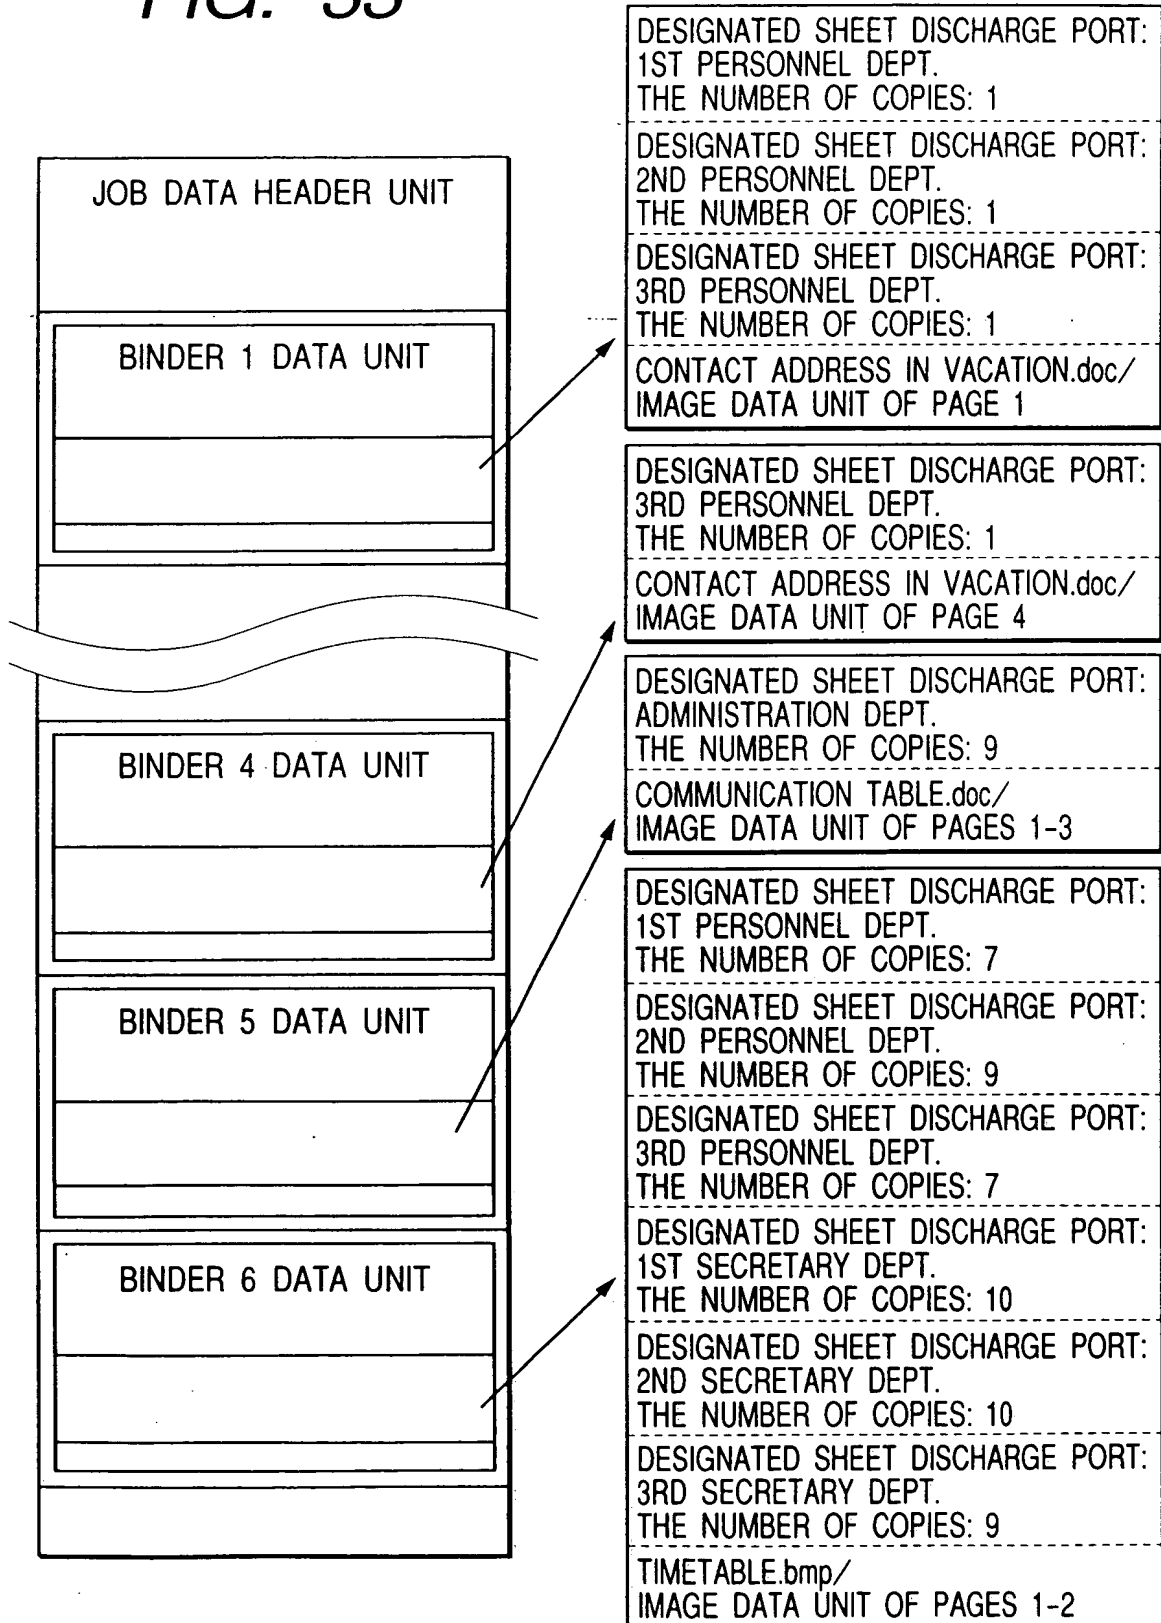 FIG. 33
JOB DATA HEADER UNIT
BINDER 1 DATA UNIT
BINDER 4 DATA UNIT
BINDER 5 DATA UNIT
BINDER 6 DATA UNIT
DESIGNATED SHEET DISCHARGE PORT:
1ST PERSONNEL DEPT.
THE NUMBER OF COPIES: 1
DESIGNATED SHEET DISCHARGE PORT:
2ND PERSONNEL DEPT.
THE NUMBER OF COPIES: 1
DESIGNATED SHEET DISCHARGE PORT:
3RD PERSONNEL DEPT.
THE NUMBER OF COPIES: 1
CONTACT ADDRESS IN VACATION.doc/
IMAGE DATA UNIT OF PAGE 1
DESIGNATED SHEET DISCHARGE PORT:
3RD PERSONNEL DEPT.
THE NUMBER OF COPIES: 1
CONTACT ADDRESS IN VACATION.doc/
IMAGE DATA UNIT OF PAGE 4
DESIGNATED SHEET DISCHARGE PORT:
ADMINISTRATION DEPT.
THE NUMBER OF COPIES: 9
COMMUNICATION TABLE.doc/
IMAGE DATA UNIT OF PAGES 1-3
DESIGNATED SHEET DISCHARGE PORT:
1ST PERSONNEL DEPT.
THE NUMBER OF COPIES: 7
DESIGNATED SHEET DISCHARGE PORT:
2ND PERSONNEL DEPT.
THE NUMBER OF COPIES: 9
DESIGNATED SHEET DISCHARGE PORT:
3RD PERSONNEL DEPT.
THE NUMBER OF COPIES: 7
DESIGNATED SHEET DISCHARGE PORT:
1ST SECRETARY DEPT.
THE NUMBER OF COPIES: 10
DESIGNATED SHEET DISCHARGE PORT:
2ND SECRETARY DEPT.
THE NUMBER OF COPIES: 10
DESIGNATED SHEET DISCHARGE PORT:
3RD SECRETARY DEPT.
THE NUMBER OF COPIES: 9
TIMETABLE.bmp/
IMAGE DATA UNIT OF PAGES 1-2